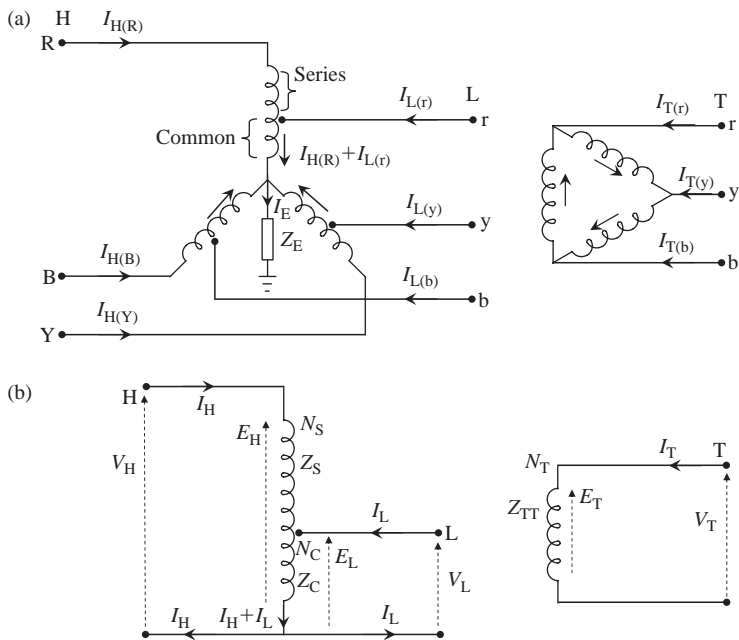 (a) H I_H(R)
R
Series
I_L(r) L
r
Common
I_H(R) + I_L(r)
I_T(r) T
r
I_T(y)
y
I_T(b)
b
I_E
I_L(y)
y
Z_E
B I_H(B)
I_L(b)
b
Y I_H(Y)
(b)
H I_H
N_S
E_H
V_H
Z_S
I_L
L
N_C
E_L
Z_C
V_L
I_H I_H+I_L I_L
I_T T
N_T
Z_TT E_T
V_T